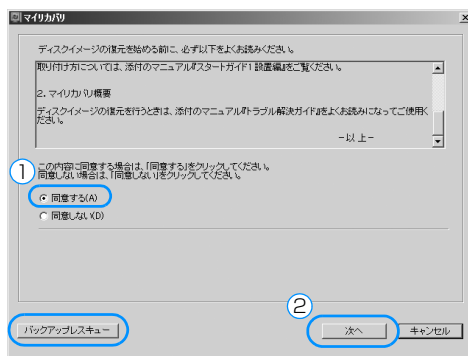 マイリカバリ
ディスクイメージの復元を始める前に、必ず以下をよくお読みください。
取り付け方については、添付のマニュアル『スタートガイド1 設置編』をご覧ください。
2. マイリカバリ概要
ディスクイメージの復元を行うときは、添付のマニュアル『トラブル解決ガイド』をよくお読みになってご使用ください。
－以上－
①
この内容に同意する場合は、「同意する」をクリックしてください。
同意しない場合は、「同意しない」をクリックしてください。
同意する(A)
同意しない(D)
②
バックアップレスキュー
次へ
キャンセル